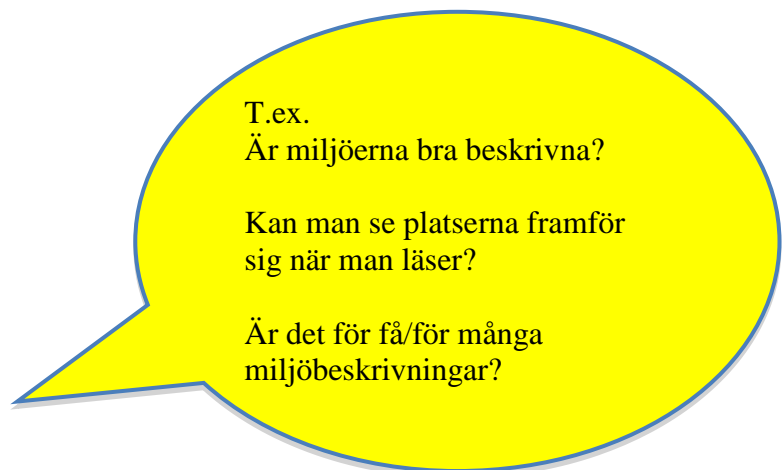 T.ex.
Är miljöerna bra beskrivna?
Kan man se platserna framför
sig när man läser?
Är det för få/för många
miljöbeskrivningar?